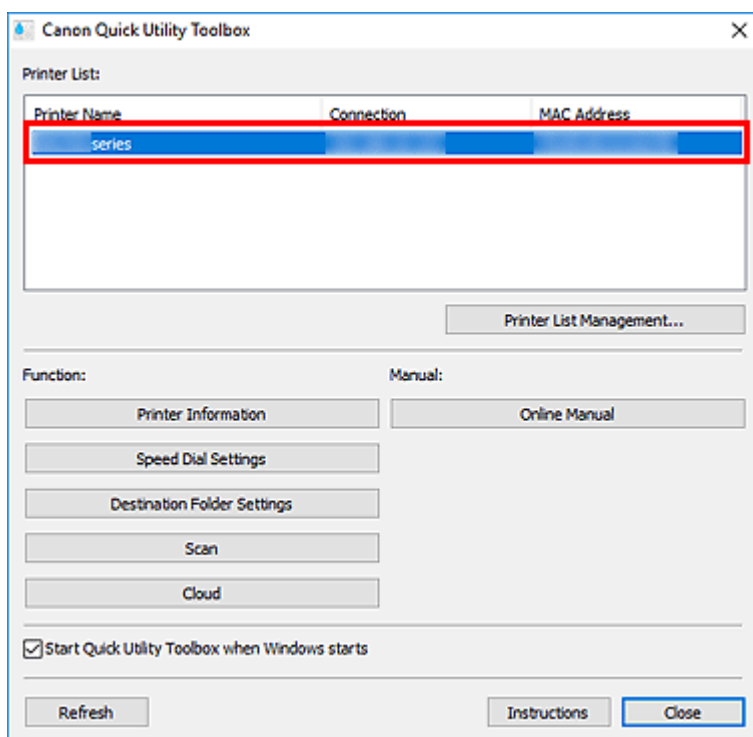 Canon Quick Utility Toolbox
Printer List:
Printer Name Connection MAC Address
series
Printer List Management...
Function: Manual:
Printer Information Online Manual
Speed Dial Settings
Destination Folder Settings
Scan
Cloud
Start Quick Utility Toolbox when Windows starts
Refresh Instructions Close